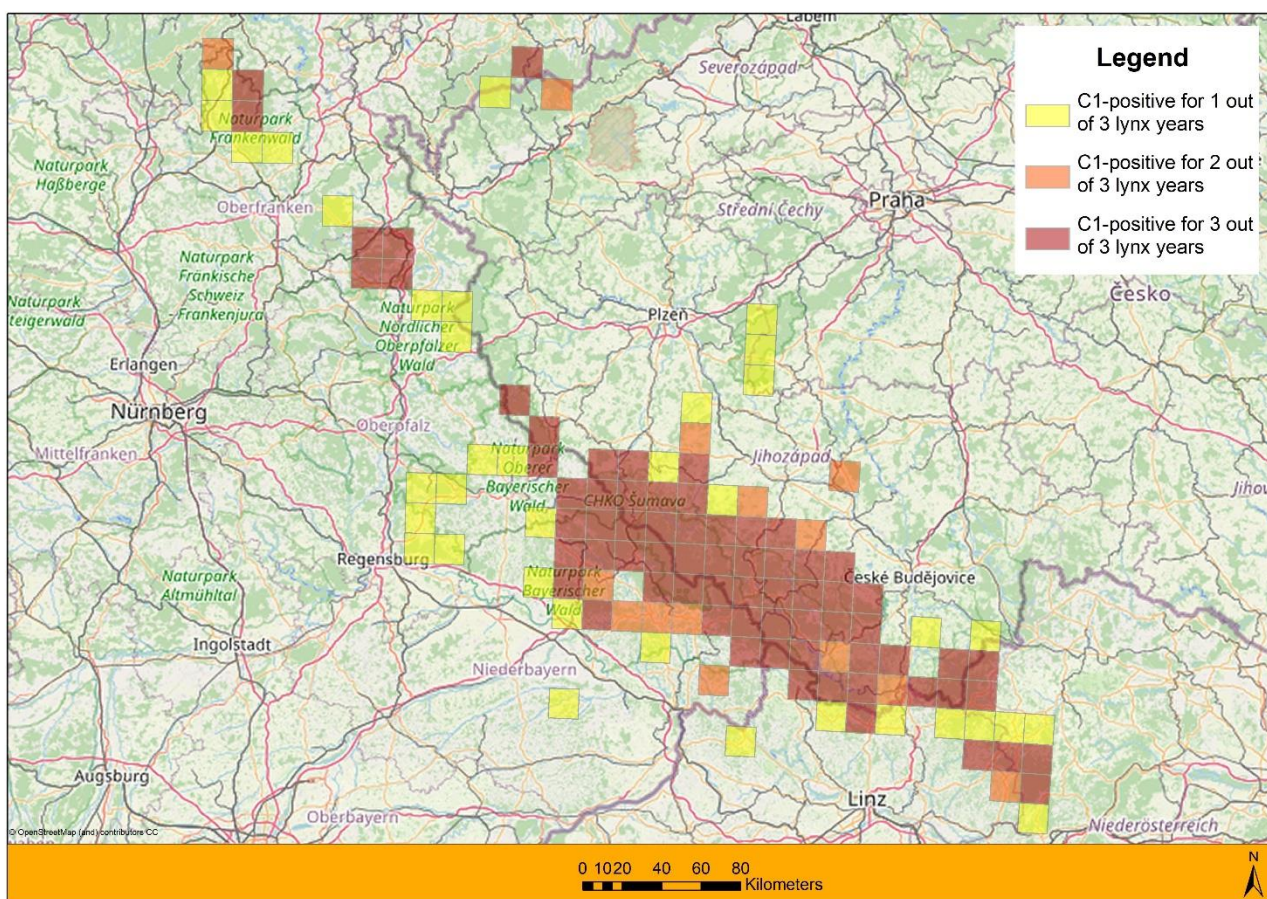 Labem
Severozápad
Legend
C1-positive for 1 out
of 3 lynx years
C1-positive for 2 out
of 3 lynx years
C1-positive for 3 out
of 3 lynx years
Naturpark
Frankenwald
Naturpark
Haßberge
Oberfranken
Střední Čechy
Praha
Naturpark
Fränkische
Schweiz
Frankenjura
Naturpark
teigerwald
Česko
Naturpark
Nördlicher
Oberpfälzer
Wald
Plzeň
Erlangen
Nürnberg
Oberpfalz
Mittelfranken
Naturpark
Oberer
Bayerischer
Wald
Jihozápad
CHKO Šumava
Jihov
Regensburg
Naturpark
Altmühltal
Naturpark
Bayerischer
Wald
České Budějovice
Ingolstadt
Niederbayern
Augsburg
Linz
Oberbayern
Niederösterreich
© OpenStreetMap (and) contributors CC
0 10 20 40 60 80
Kilometers
N